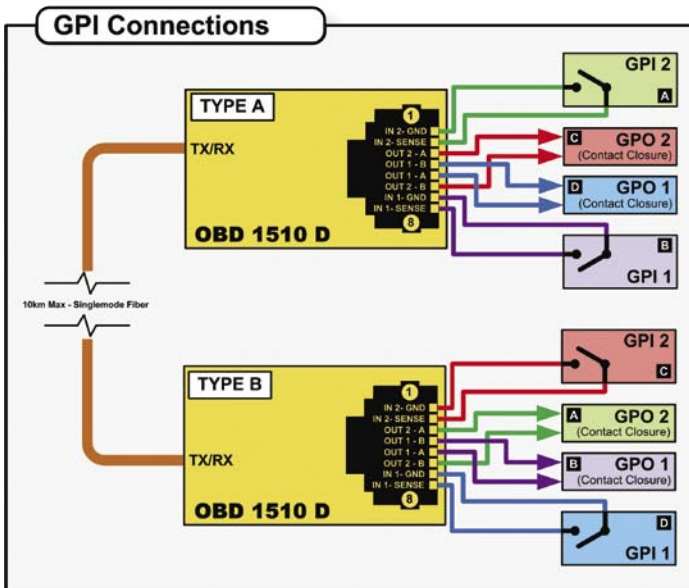 GPI Connections
TYPE A
TX/RX
1
IN 2- GND
IN 2- SENSE
OUT 2 - A
OUT 1 - B
OUT 1 - A
OUT 2 - B
IN 1- GND
IN 1- SENSE
8
OBD 1510 D
GPI 2
A
C GPO 2
(Contact Closure)
D GPO 1
(Contact Closure)
B
GPI 1
10km Max - Singlemode Fiber
TYPE B
TX/RX
1
IN 2- GND
IN 2- SENSE
OUT 2 - A
OUT 1 - B
OUT 1 - A
OUT 2 - B
IN 1- GND
IN 1- SENSE
8
OBD 1510 D
GPI 2
C
A GPO 2
(Contact Closure)
B GPO 1
(Contact Closure)
D
GPI 1